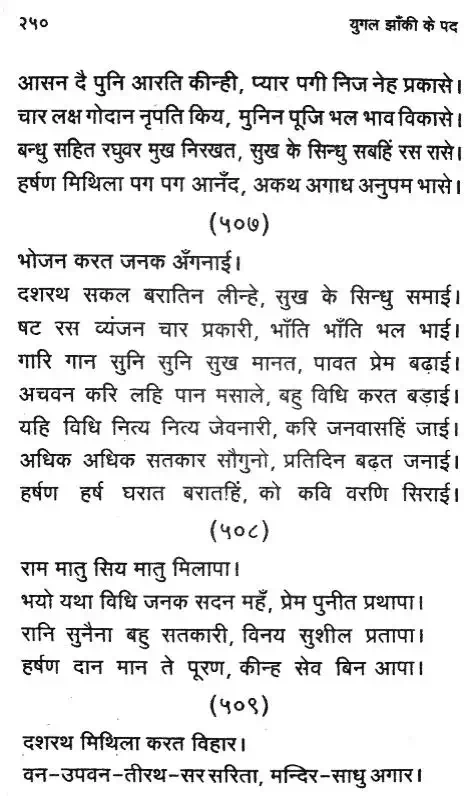 २५० युगल झाँकी के पद
आसन दै पुनि आरति कीन्ही, प्यार पगी निज नेह प्रकासे।
चार लक्ष गोदान नृपति किय, मुनिन पूजि भल भाव विकासे।
बन्धु सहित रघुवर मुख निरखत, सुख के सिन्धु सबहिं रस रासे।
हर्षण मिथिला पग पग आनँद, अकथ अगाध अनुपम भासे।
(५०७)
भोजन करत जनक अँगनाई।
दशरथ सकल बरातिन लीन्हे, सुख के सिन्धु समाई।
षट रस व्यंजन चार प्रकारी, भाँति भाँति भल भाई।
गारि गान सुनि सुनि सुख मानत, पावत प्रेम बढ़ाई।
अचवन करि लहि पान मसाले, बहु विधि करत बड़ाई।
यहि विधि नित्य नित्य जेवनारी, करि जनवासहिं जाई।
अधिक अधिक सतकार सौगुनो, प्रतिदिन बढ़त जनाई।
हर्षण हर्ष घरात बरातहिं, को कवि वरणि सिराई।
(५०८)
राम मातु सिय मातु मिलापा।
भयो यथा विधि जनक सदन महँ, प्रेम पुनीत प्रथापा।
रानि सुनैना बहु सतकारी, विनय सुशील प्रतापा।
हर्षण दान मान ते पूरण, कीन्ह सेव बिन आपा।
(५०९)
दशरथ मिथिला करत विहार।
वन-उपवन-तीरथ-सर सरिता, मन्दिर-साधु अगार।